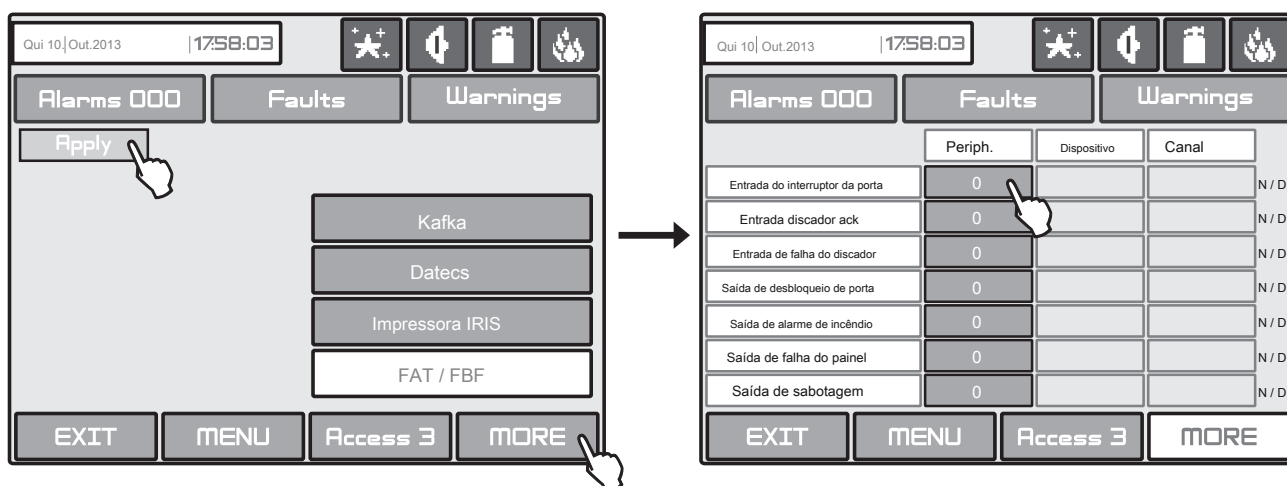 Qui 10. Out.2013 17:58:03
Alarms 000 Faults Warnings
Apply
Kafka
Datecs
Impressora IRIS
FAT / FBF
EXIT MENU Access 3 MORE
Qui 10 Out.2013 17:58:03
Alarms 000 Faults Warnings
Periph. Dispositivo Canal
Entrada do interruptor da porta 0 N / D
Entrada discador ack 0 N / D
Entrada de falha do discador 0 N / D
Saída de desbloqueio de porta 0 N / D
Saída de alarme de incêndio 0 N / D
Saída de falha do painel 0 N / D
Saída de sabotagem 0 N / D
EXIT MENU Access 3 MORE